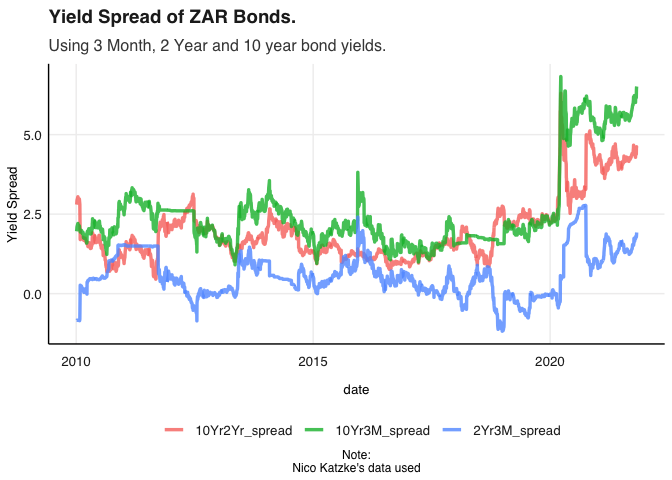 Yield Spread of ZAR Bonds.
Using 3 Month, 2 Year and 10 year bond yields.
Yield Spread
5.0
2.5
0.0
2010 2015 2020
date
10Yr2Yr_spread 10Yr3M_spread 2Yr3M_spread
Note:
Nico Katzke's data used